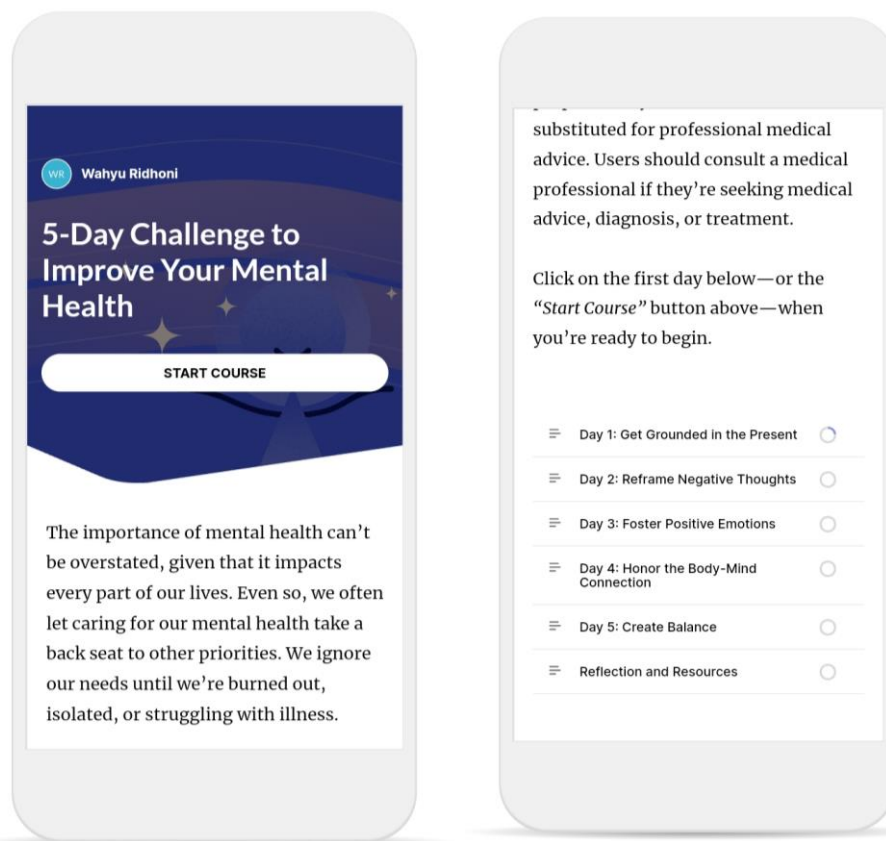 WR Wahyu Ridhoni
5-Day Challenge to
Improve Your Mental
Health
START COURSE
The importance of mental health can’t
be overstated, given that it impacts
every part of our lives. Even so, we often
let caring for our mental health take a
back seat to other priorities. We ignore
our needs until we’re burned out,
isolated, or struggling with illness.
substituted for professional medical
advice. Users should consult a medical
professional if they’re seeking medical
advice, diagnosis, or treatment.
Click on the first day below—or the
“Start Course” button above—when
you’re ready to begin.
Day 1: Get Grounded in the Present
Day 2: Reframe Negative Thoughts
Day 3: Foster Positive Emotions
Day 4: Honor the Body-Mind
Connection
Day 5: Create Balance
Reflection and Resources